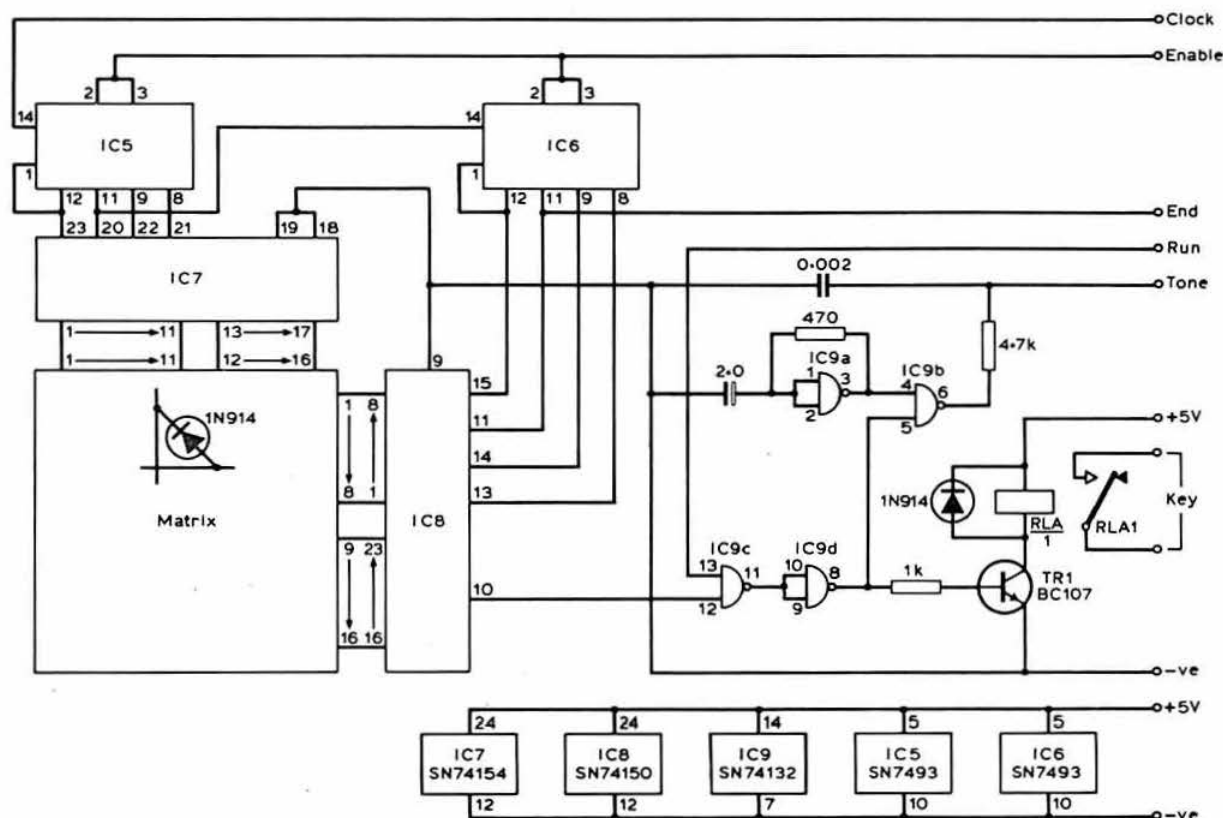 Clock
Enable
2 3
2 3
14
IC5
14
IC6
1
1
12 11 9 8
12 11 9 8
23 20 22 21
19 18
End
IC7
Run
0·002
Tone
1 11
13 17
470
4·7k
1 11
12 16
9
2·0
IC9a
1
2
3
IC9b
4
5
6
15
+5V
1N914
1 8
11
14
8 1
13
Matrix
IC8
1N914
RLA
1
RLA1
Key
9 23
IC9c
13
12
11
IC9d
10
9
8
1k
TR1
BC107
10
16 16
-ve
+5V
24 24 14 5 5
IC7
SN74154
IC8
SN74150
IC9
SN74132
IC5
SN7493
IC6
SN7493
12 12 7 10 10
-ve